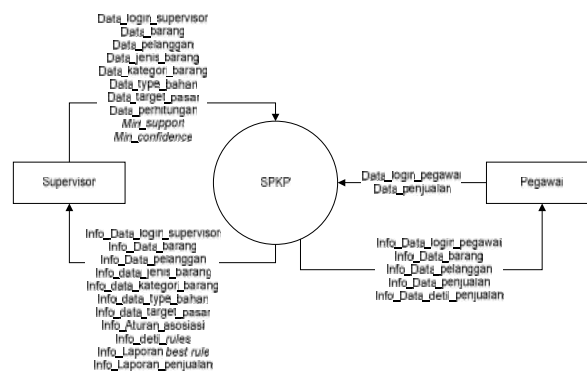 Data_login_supervisor
Data_barang
Data_pelanggan
Data_jenis_barang
Data_kategori_barang
Data_type_bahan
Data_target_pasar
Data_perhitungan
Min_support
Min_confidence
Supervisor
SPKP
Data_login_pegawai
Data_penjualan
Pegawai
Info_Data_login_supervisor
Info_Data_barang
Info_Data_pelanggan
Info_data_jenis_barang
Info_data_kategori_barang
Info_data_type_bahan
Info_data_target_pasar
Info_Aturan_asosiasi
Info_detil_rules
Info_Laporan best rule
Info_Laporan_penjualan
Info_Data_login_pegawai
Info_Data_barang
Info_Data_pelanggan
Info_Data_penjualan
Info_Data_detil_penjualan